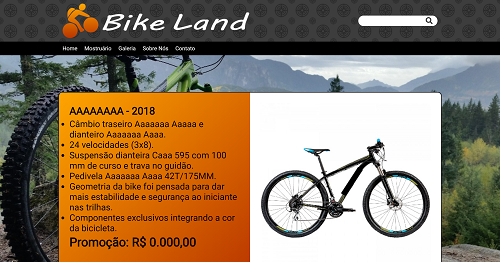 Bike Land
Home Mostruário Galeria Sobre Nós Contato
AAAAAAAA - 2018
Câmbio traseiro Aaaaaaa Aaaaa e
dianteiro Aaaaaaa Aaaa.
24 velocidades (3x8).
Suspensão dianteira Caaa 595 com 100
mm de curso e trava no guidão.
Pedivela Aaaaaaa Aaaa 42T/175MM.
Geometria da bike foi pensada para dar
mais estabilidade e segurança ao iniciante
nas trilhas.
Componentes exclusivos integrando a cor
da bicicleta.
Promoção: R$ 0.000,00